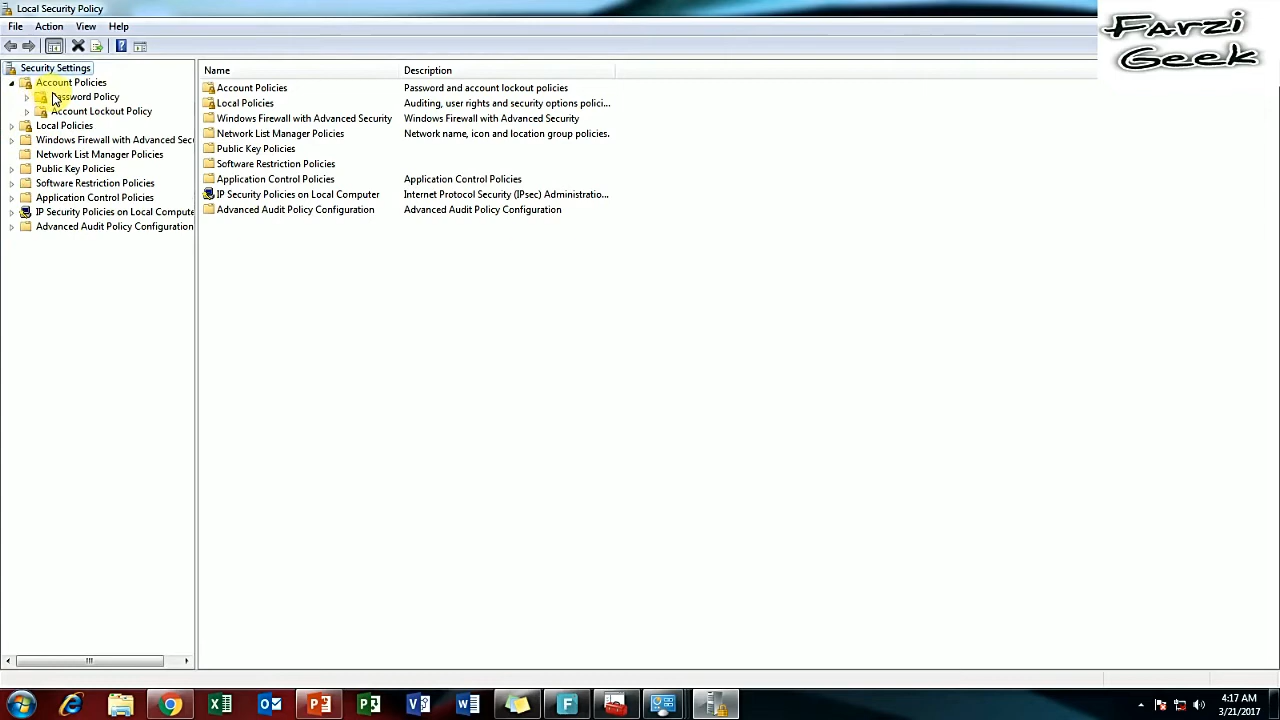 Local Security Policy
Farzi
Geek
File Action View Help
Security Settings
Account Policies
Password Policy
Account Lockout Policy
Local Policies
Windows Firewall with Advanced Sec
Network List Manager Policies
Public Key Policies
Software Restriction Policies
Application Control Policies
IP Security Policies on Local Compute
Advanced Audit Policy Configuration
Name Description
Account Policies Password and account lockout policies
Local Policies Auditing, user rights and security options polici...
Windows Firewall with Advanced Security Windows Firewall with Advanced Security
Network List Manager Policies Network name, icon and location group policies.
Public Key Policies
Software Restriction Policies
Application Control Policies Application Control Policies
IP Security Policies on Local Computer Internet Protocol Security (IPsec) Administratio...
Advanced Audit Policy Configuration Advanced Audit Policy Configuration
4:17 AM
3/21/2017